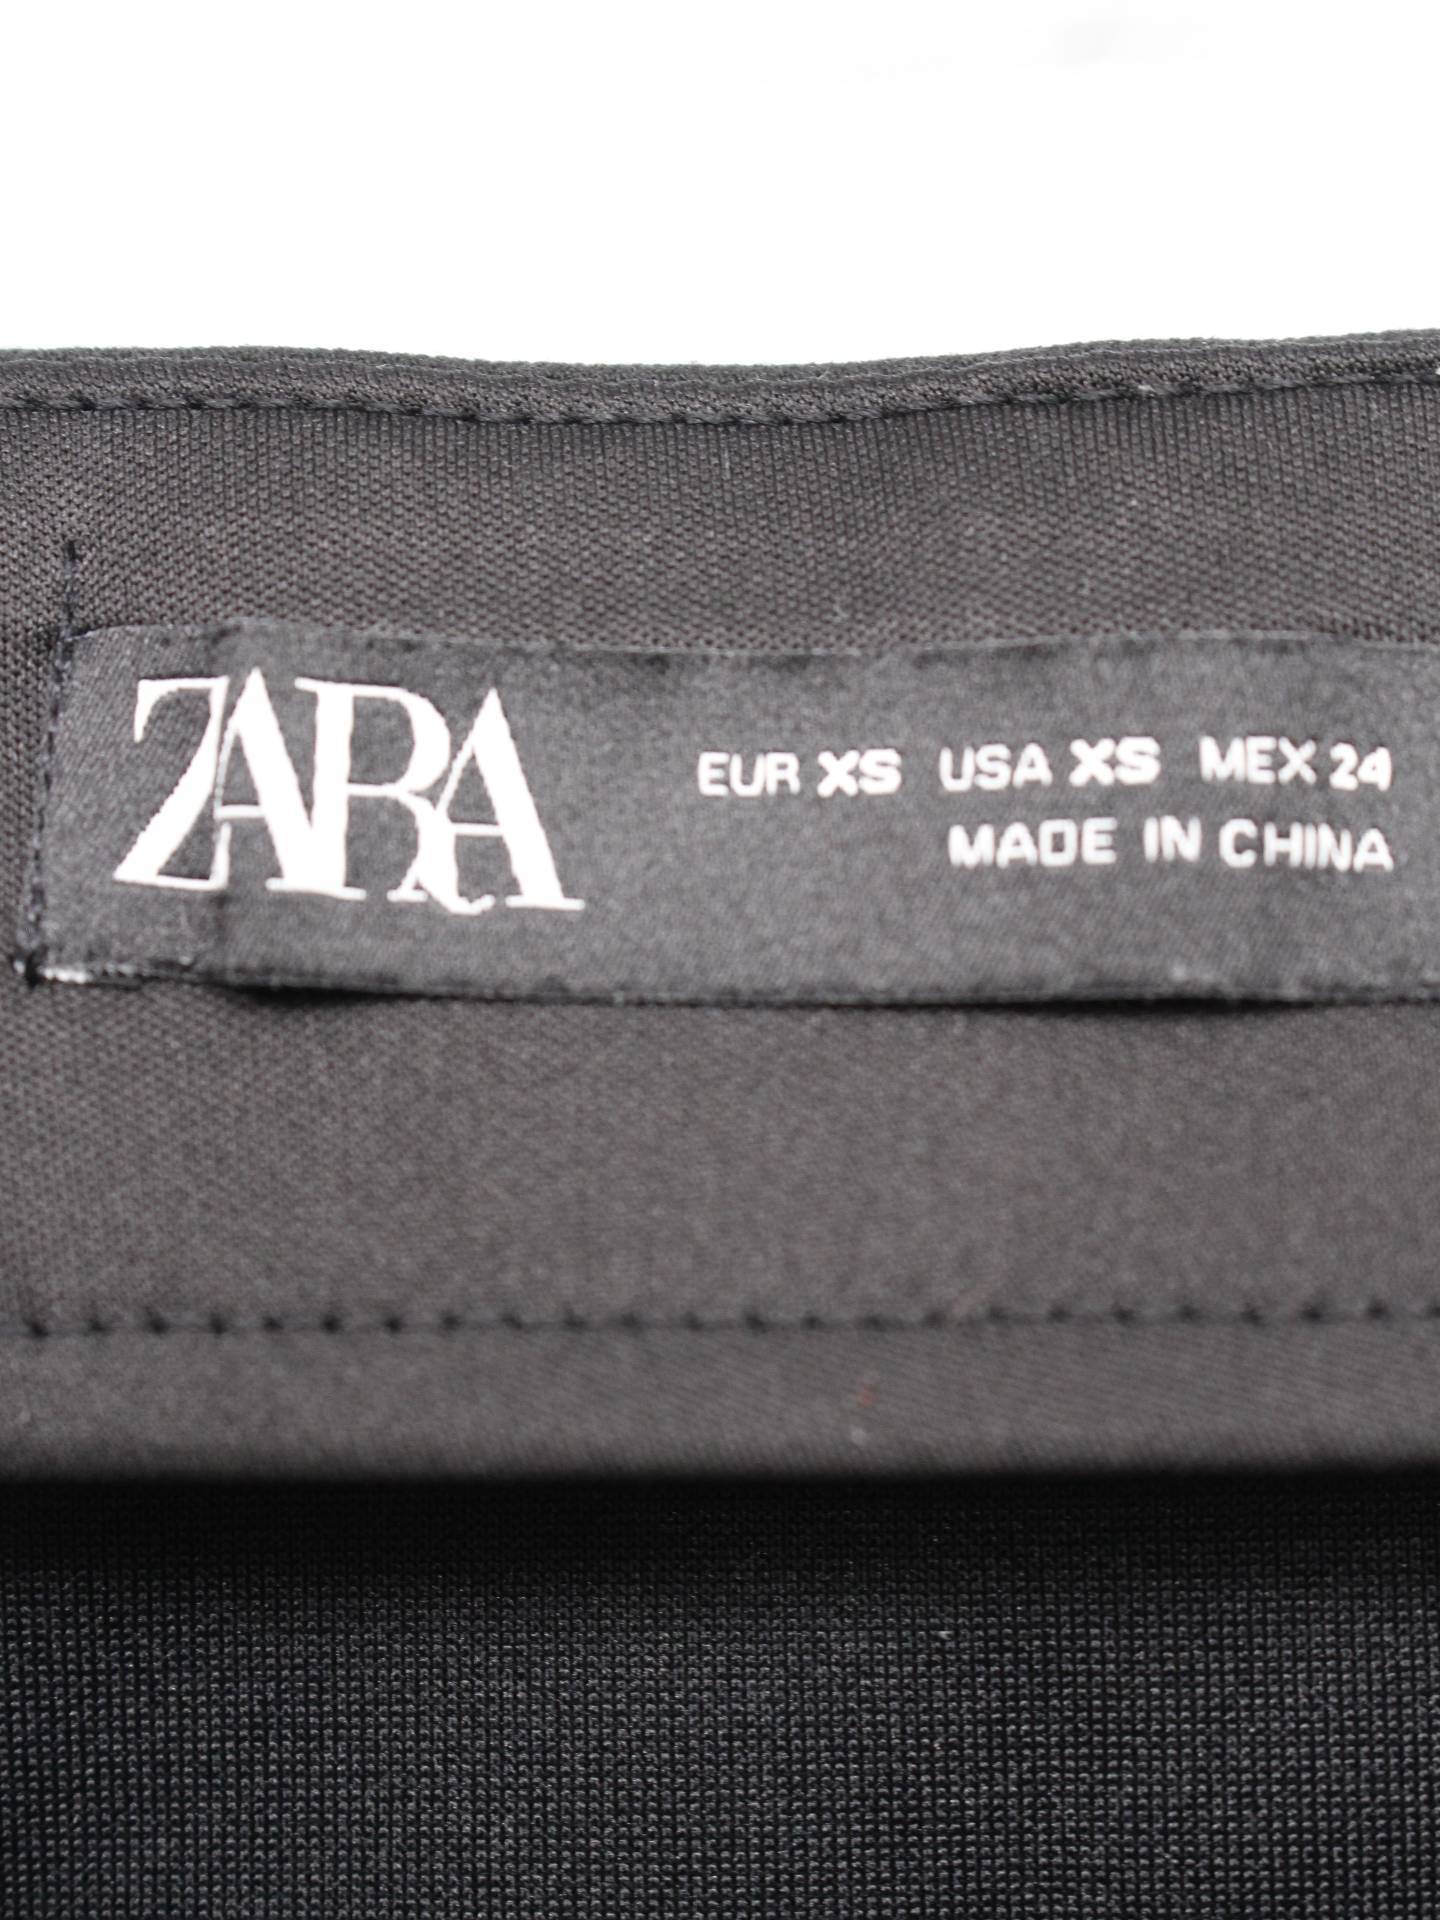 ZARA
EUR XS USA XS MEX 24
MADE IN CHINA